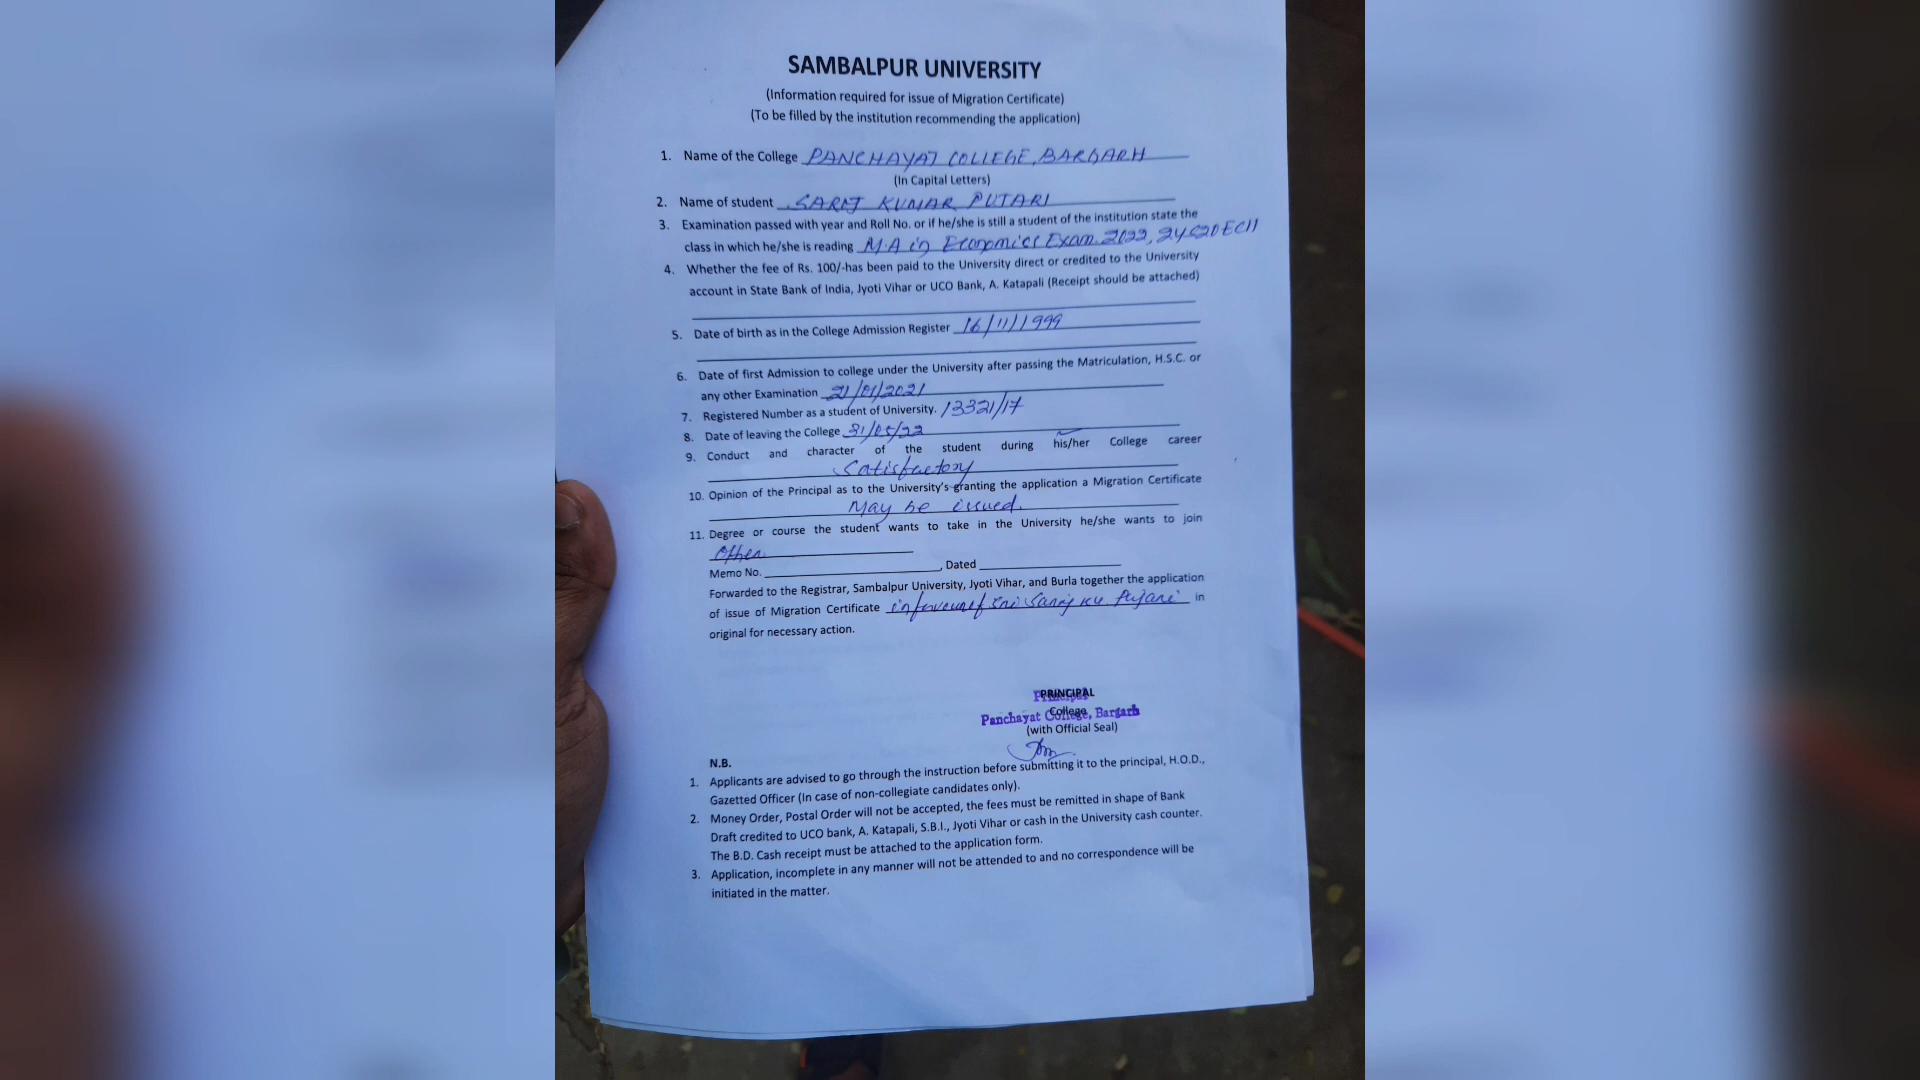 SAMBALPUR UNIVERSITY
(Information required for issue of Migration Certificate)
(To be filled by the institution recommending the application)
1. Name of the College PANCHAYAT COLLEGE, BARGARH
(In Capital Letters)
2. Name of student SAROJ KUMAR PUJARI
3. Examination passed with year and Roll No. or if he/she is still a student of the institution state the
class in which he/she is reading M.A in Economics Exam. 2022, 24C20EC11
4. Whether the fee of Rs. 100/-has been paid to the University direct or credited to the University
account in State Bank of India, Jyoti Vihar or UCO Bank, A. Katapali (Receipt should be attached)
5. Date of birth as in the College Admission Register 16/11/1999
6. Date of first Admission to college under the University after passing the Matriculation, H.S.C. or
any other Examination 21/01/2021
7. Registered Number as a student of University. 13321/17
8. Date of leaving the College 31/05/22
9. Conduct and character of the student during his/her College career
Satisfactory
10. Opinion of the Principal as to the University's granting the application a Migration Certificate
May be issued.
11. Degree or course the student wants to take in the University he/she wants to join
Other
Memo No. , Dated
Forwarded to the Registrar, Sambalpur University, Jyoti Vihar, and Burla together the application
of issue of Migration Certificate in favour of Sri Saroj Ku. Pujari in
original for necessary action.
PRINCIPAL
Principal
College
Panchayat College, Bargarh
(with Official Seal)
N.B.
1. Applicants are advised to go through the instruction before submitting it to the principal, H.O.D.,
Gazetted Officer (In case of non-collegiate candidates only).
2. Money Order, Postal Order will not be accepted, the fees must be remitted in shape of Bank
Draft credited to UCO bank, A. Katapali, S.B.I., Jyoti Vihar or cash in the University cash counter.
The B.D. Cash receipt must be attached to the application form.
3. Application, incomplete in any manner will not be attended to and no correspondence will be
initiated in the matter.